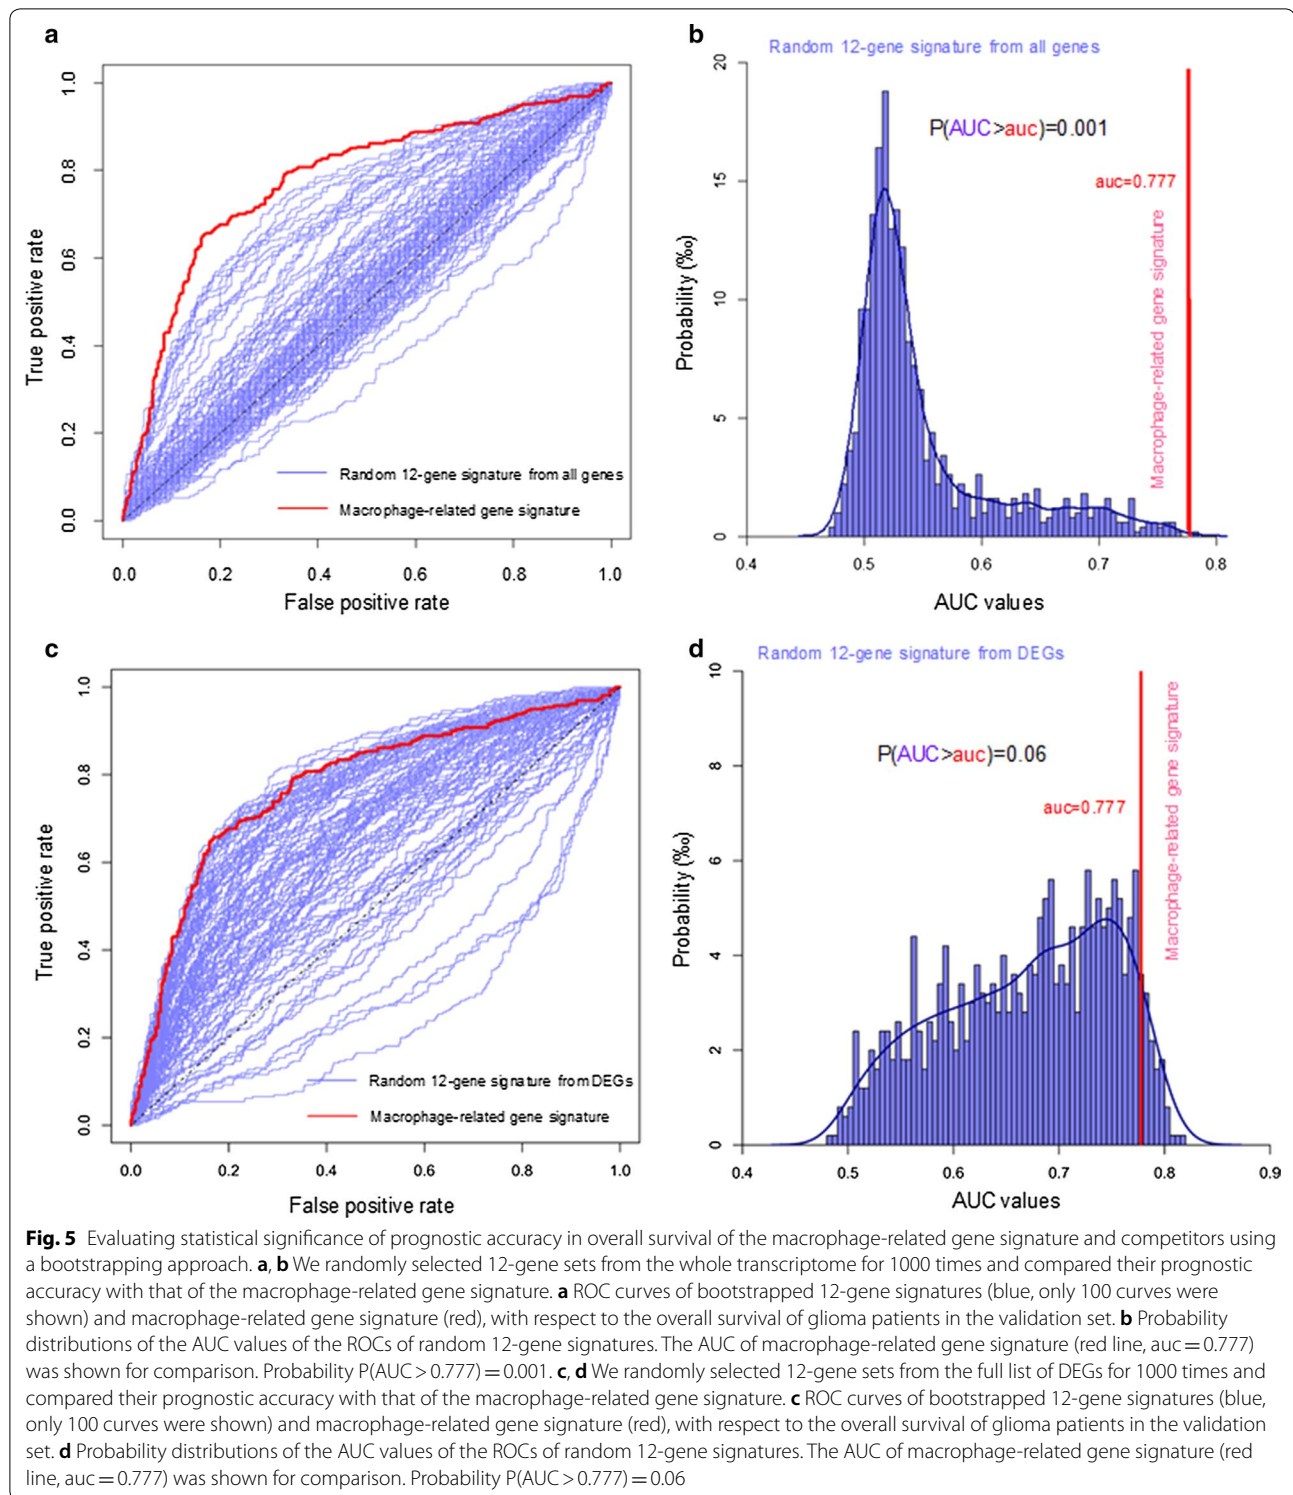 a
1.0
0.8
0.6
0.4
0.2
0.0
True positive rate
Random 12-gene signature from all genes
Macrophage-related gene signature
0.0 0.2 0.4 0.6 0.8 1.0
False positive rate
b
Random 12-gene signature from all genes
20
15
10
5
0
Probability (‰)
P(AUC>auc)=0.001
auc=0.777
Macrophage-related gene signature
0.4 0.5 0.6 0.7 0.8
AUC values
c
1.0
0.8
0.6
0.4
0.2
0.0
True positive rate
Random 12-gene signature from DEGs
Macrophage-related gene signature
0.0 0.2 0.4 0.6 0.8 1.0
False positive rate
d
Random 12-gene signature from DEGs
10
8
6
4
2
0
Probability (‰)
P(AUC>auc)=0.06
auc=0.777
Macrophage-related gene signature
0.4 0.5 0.6 0.7 0.8 0.9
AUC values
Fig. 5 Evaluating statistical significance of prognostic accuracy in overall survival of the macrophage-related gene signature and competitors using
a bootstrapping approach. a, b We randomly selected 12-gene sets from the whole transcriptome for 1000 times and compared their prognostic
accuracy with that of the macrophage-related gene signature. a ROC curves of bootstrapped 12-gene signatures (blue, only 100 curves were
shown) and macrophage-related gene signature (red), with respect to the overall survival of glioma patients in the validation set. b Probability
distributions of the AUC values of the ROCs of random 12-gene signatures. The AUC of macrophage-related gene signature (red line, auc = 0.777)
was shown for comparison. Probability P(AUC > 0.777) = 0.001. c, d We randomly selected 12-gene sets from the full list of DEGs for 1000 times and
compared their prognostic accuracy with that of the macrophage-related gene signature. c ROC curves of bootstrapped 12-gene signatures (blue,
only 100 curves were shown) and macrophage-related gene signature (red), with respect to the overall survival of glioma patients in the validation
set. d Probability distributions of the AUC values of the ROCs of random 12-gene signatures. The AUC of macrophage-related gene signature (red
line, auc = 0.777) was shown for comparison. Probability P(AUC > 0.777) = 0.06